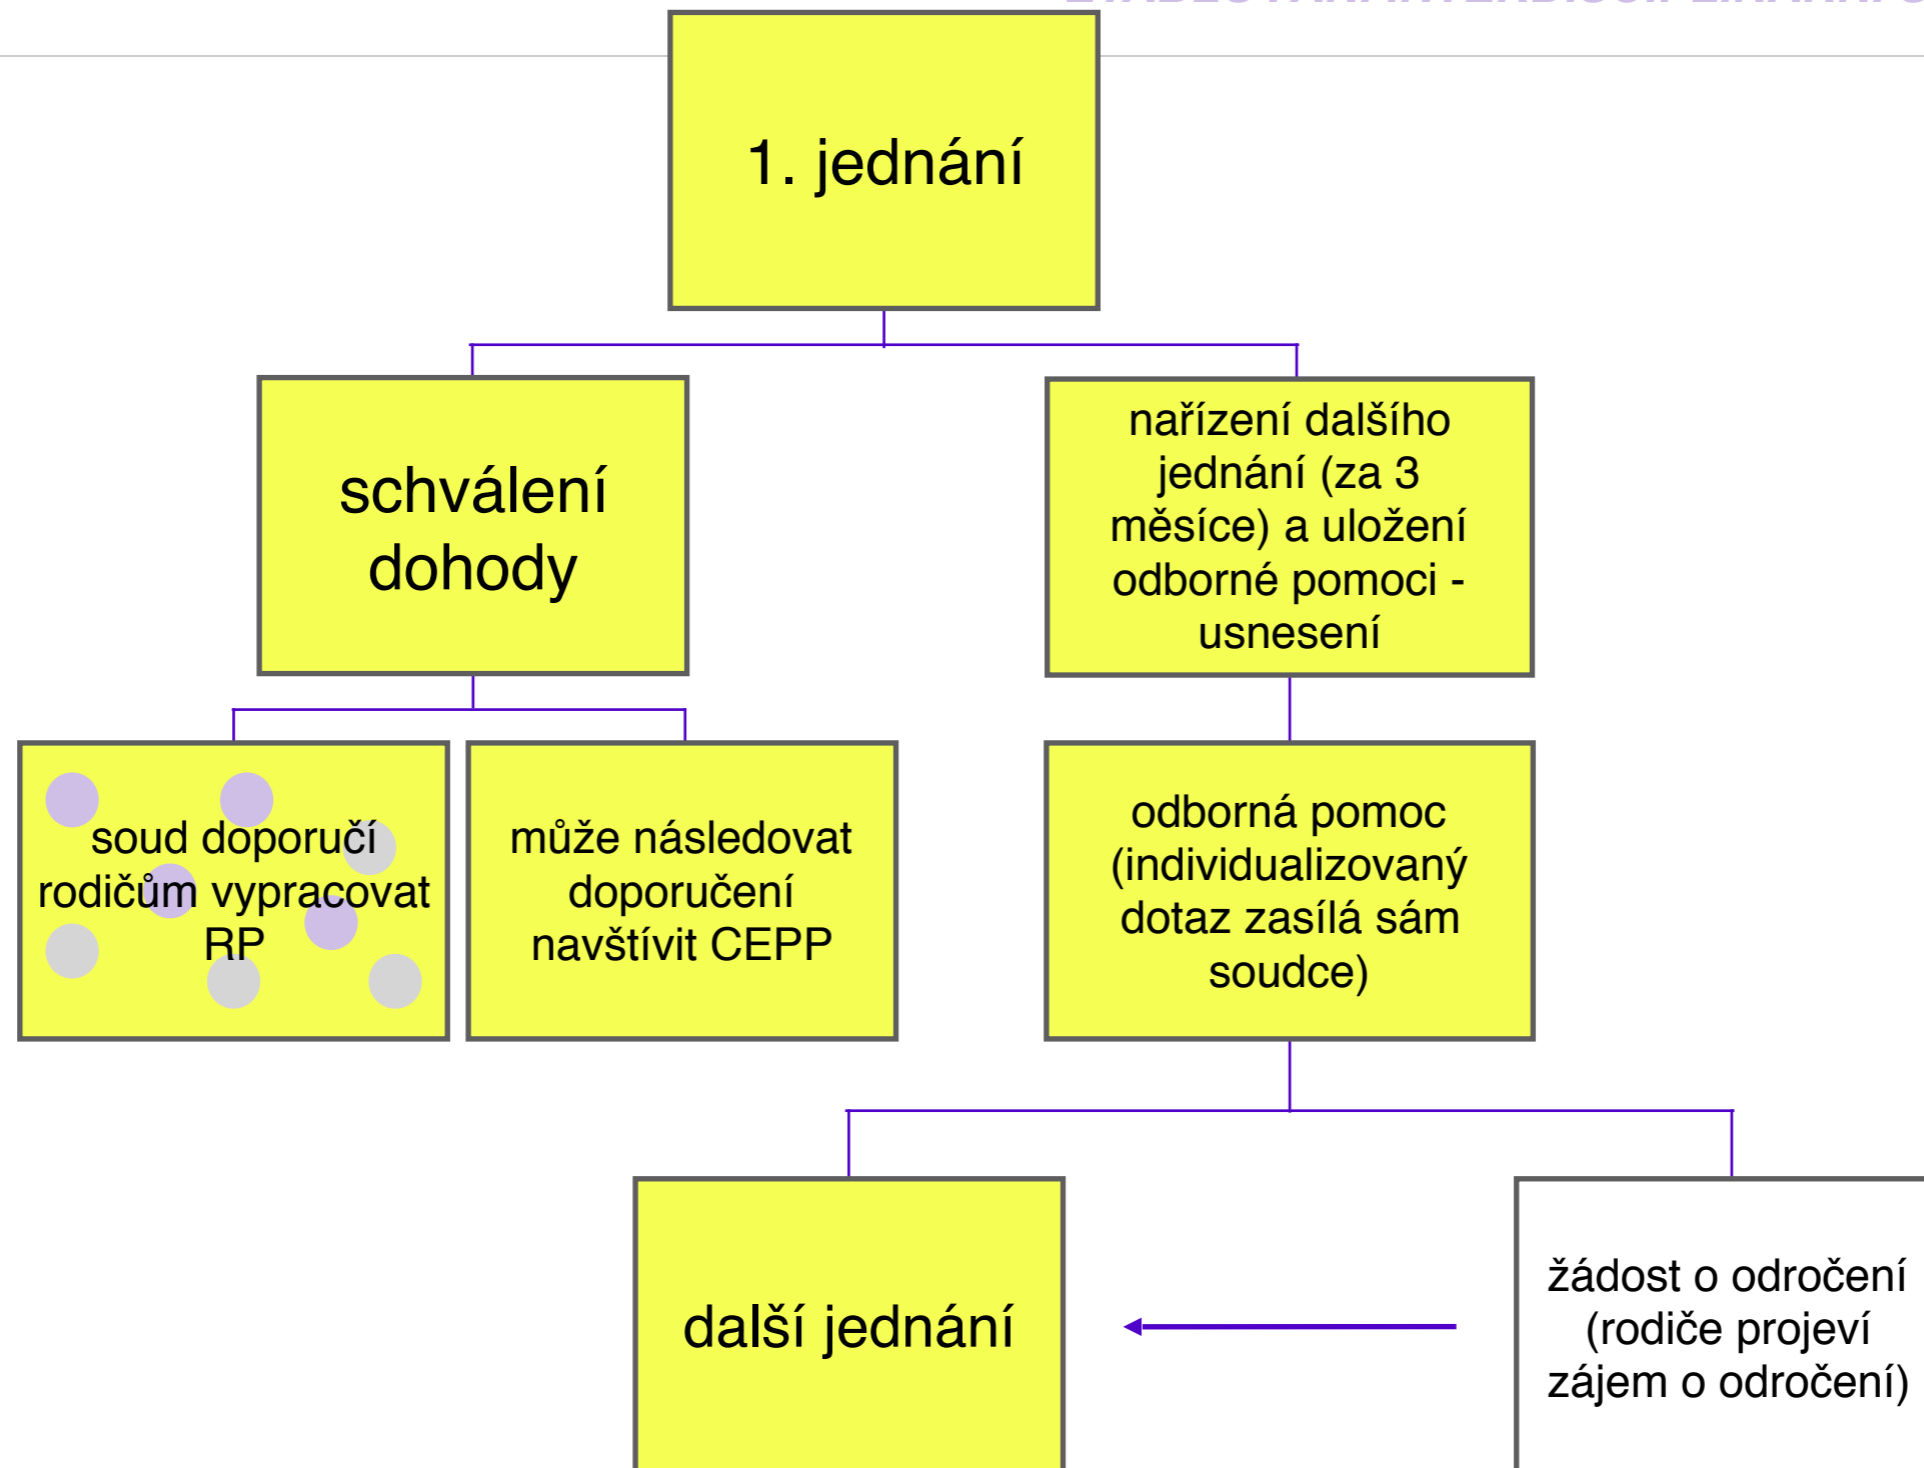 1. jednání
schválení
dohody
nařízení dalšího
jednání (za 3
měsíce) a uložení
odborné pomoci -
usnesení
soud doporučí
rodičům vypracovat
RP
může následovat
doporučení
navštívit CEPP
odborná pomoc
(individualizovaný
dotaz zasílá sám
soudce)
další jednání
žádost o odročení
(rodiče projeví
zájem o odročení)